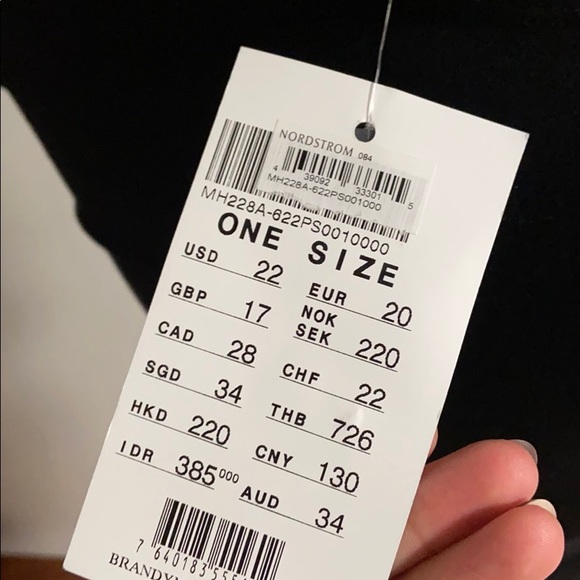 NORDSTROM 084
4 39092 33301 5
MH228A-622PS001000
MH228A-622PS0010000
ONE SIZE
USD 22
EUR 20
GBP 17
NOK
SEK 220
CAD 28
CHF 22
SGD 34
THB 726
HKD 220
CNY 130
IDR 385000
AUD 34
7 640183